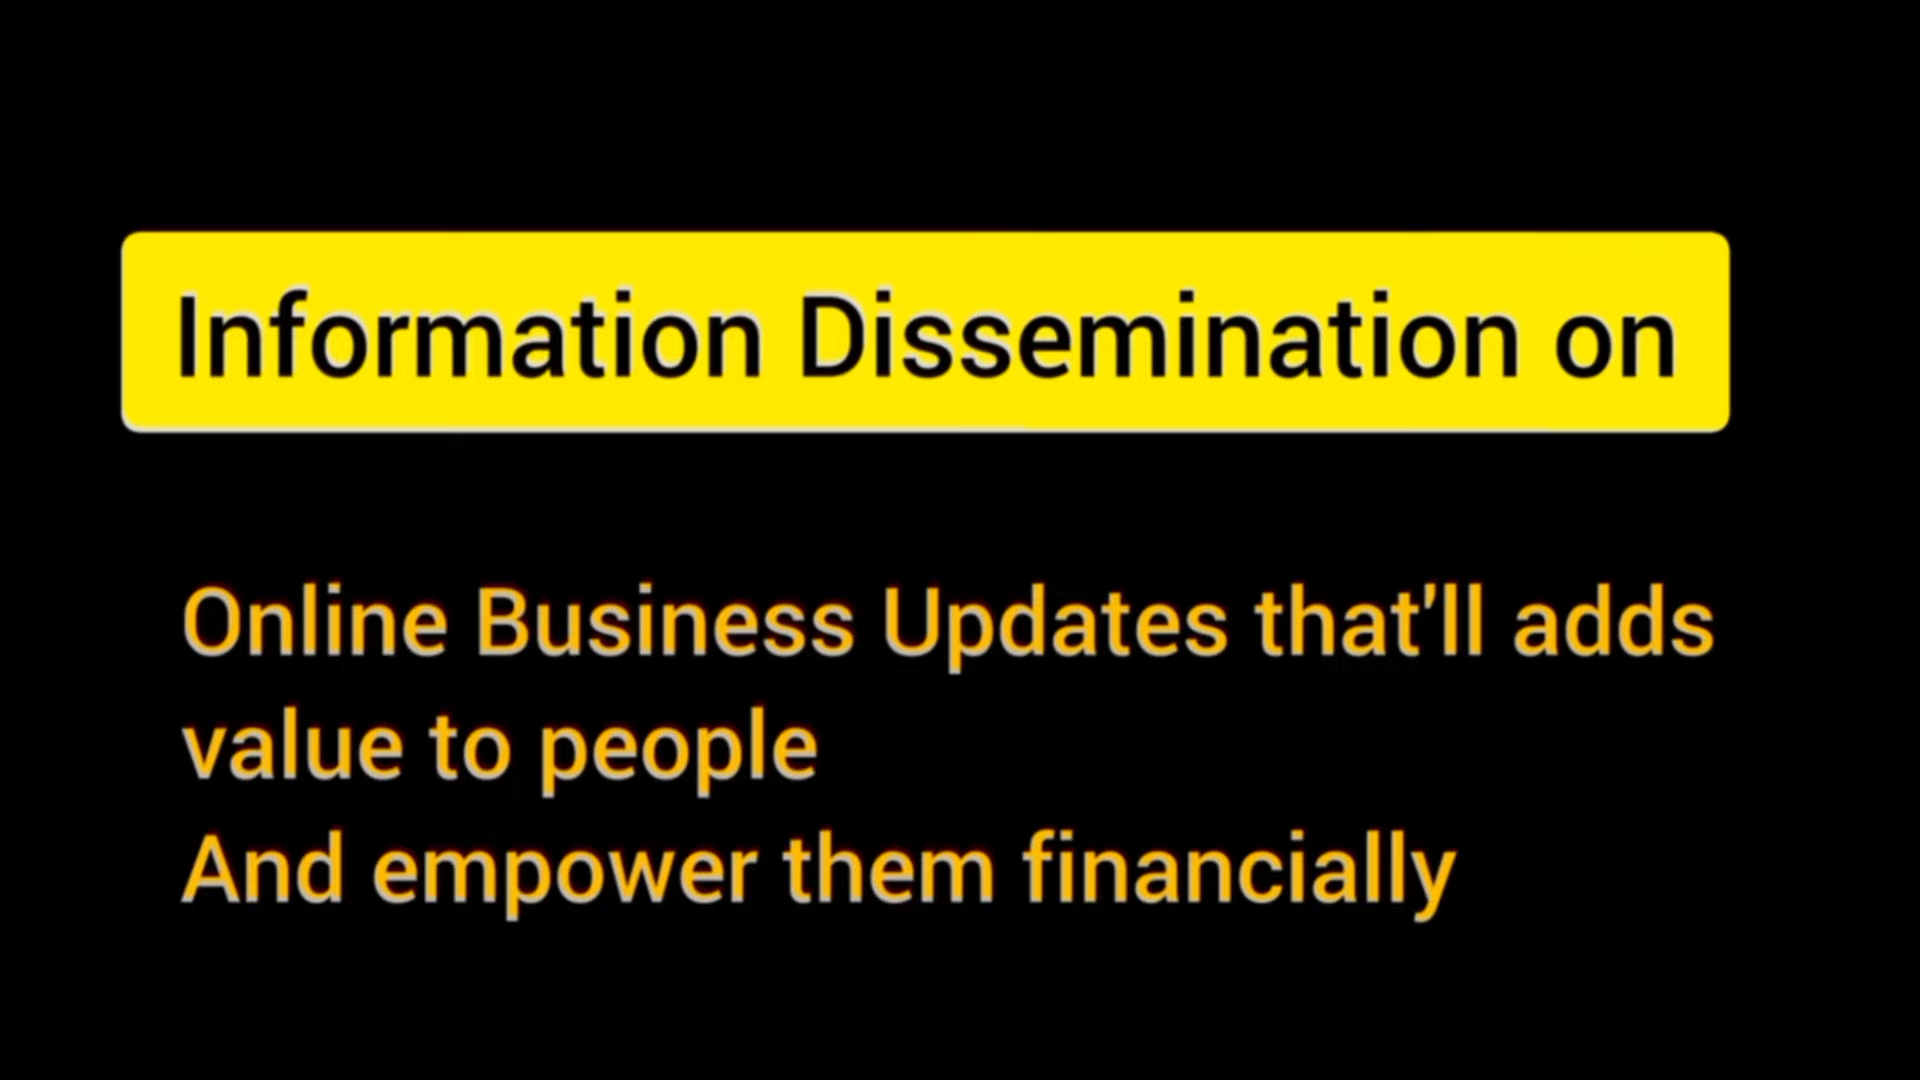 Information Dissemination on
Online Business Updates that'll adds
value to people
And empower them financially